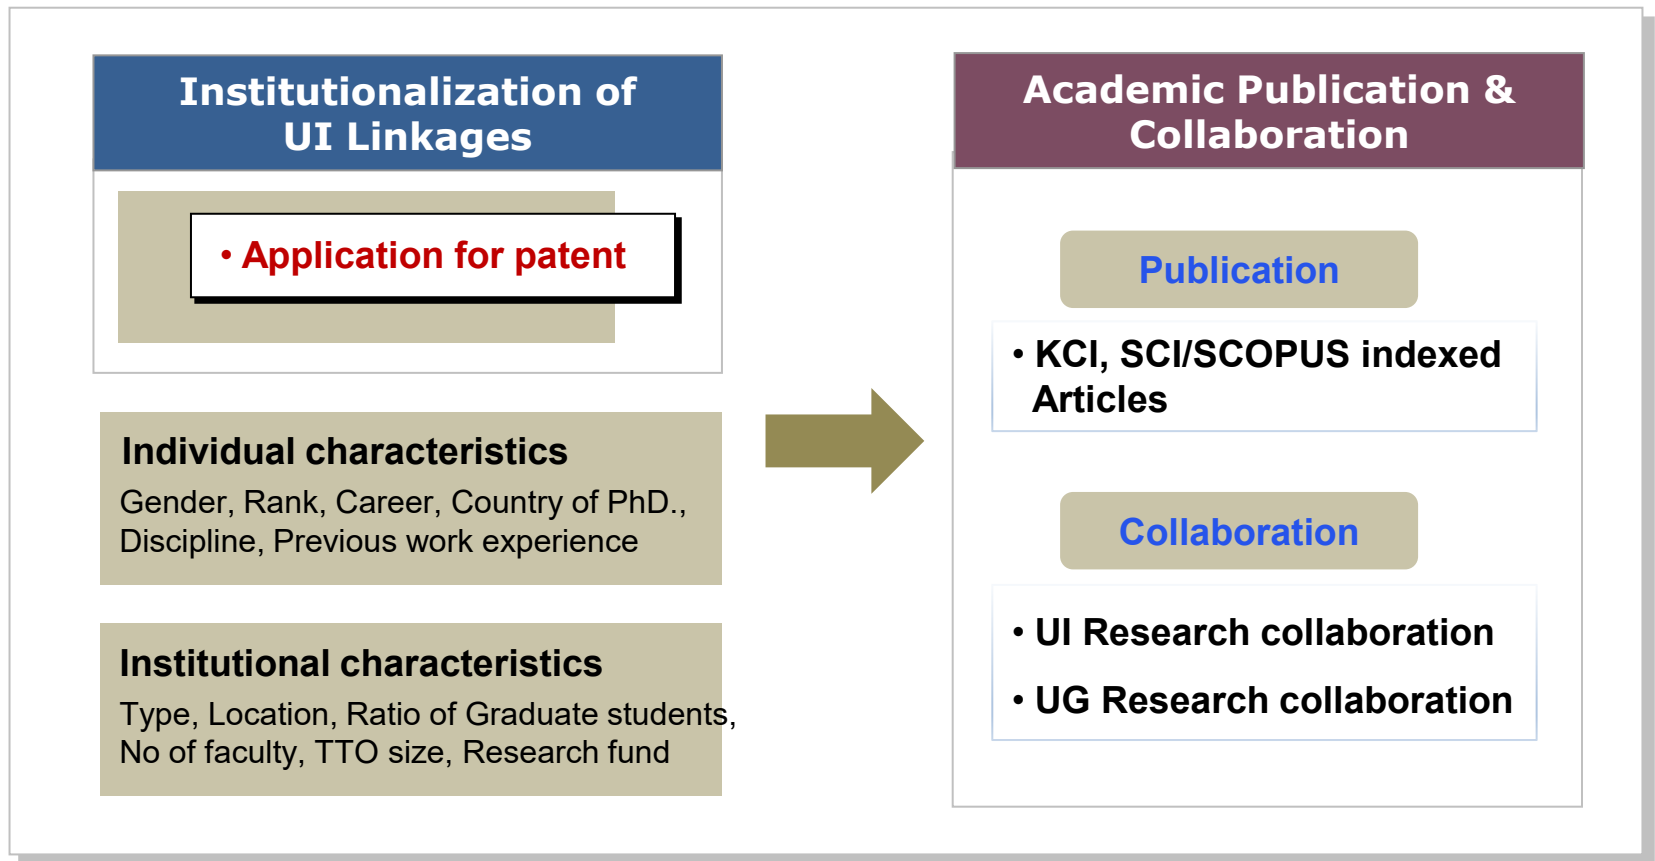 Institutionalization of
UI Linkages
• Application for patent
Individual characteristics
Gender, Rank, Career, Country of PhD.,
Discipline, Previous work experience
Institutional characteristics
Type, Location, Ratio of Graduate students,
No of faculty, TTO size, Research fund
Academic Publication &
Collaboration
Publication
• KCI, SCI/SCOPUS indexed
Articles
Collaboration
• UI Research collaboration
• UG Research collaboration